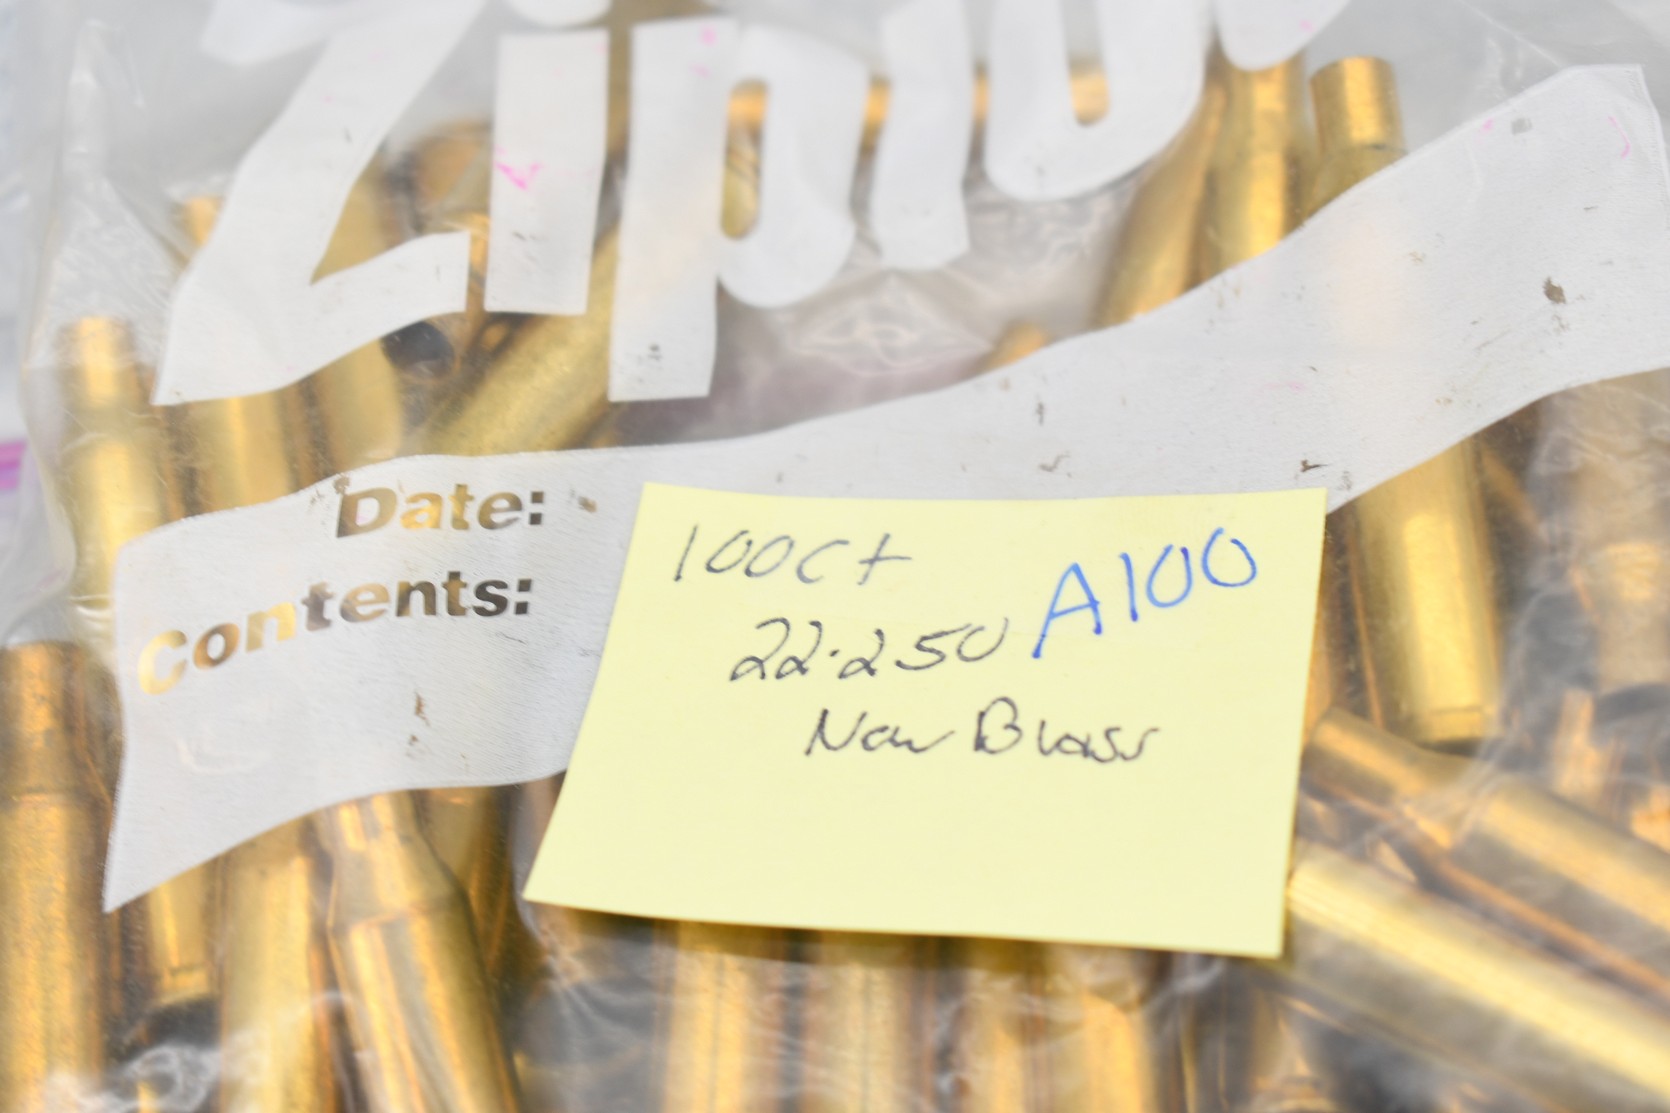 Ziploc
Date:
Contents:
100ct
A100
22-250
New Brass